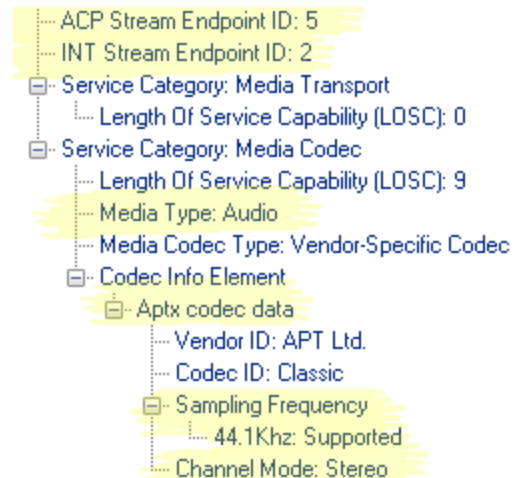 ACP Stream Endpoint ID: 5
INT Stream Endpoint ID: 2
Service Category: Media Transport
Length Of Service Capability (LOSC): 0
Service Category: Media Codec
Length Of Service Capability (LOSC): 9
Media Type: Audio
Media Codec Type: Vendor-Specific Codec
Codec Info Element
Aptx codec data
Vendor ID: APT Ltd.
Codec ID: Classic
Sampling Frequency
44.1Khz: Supported
Channel Mode: Stereo